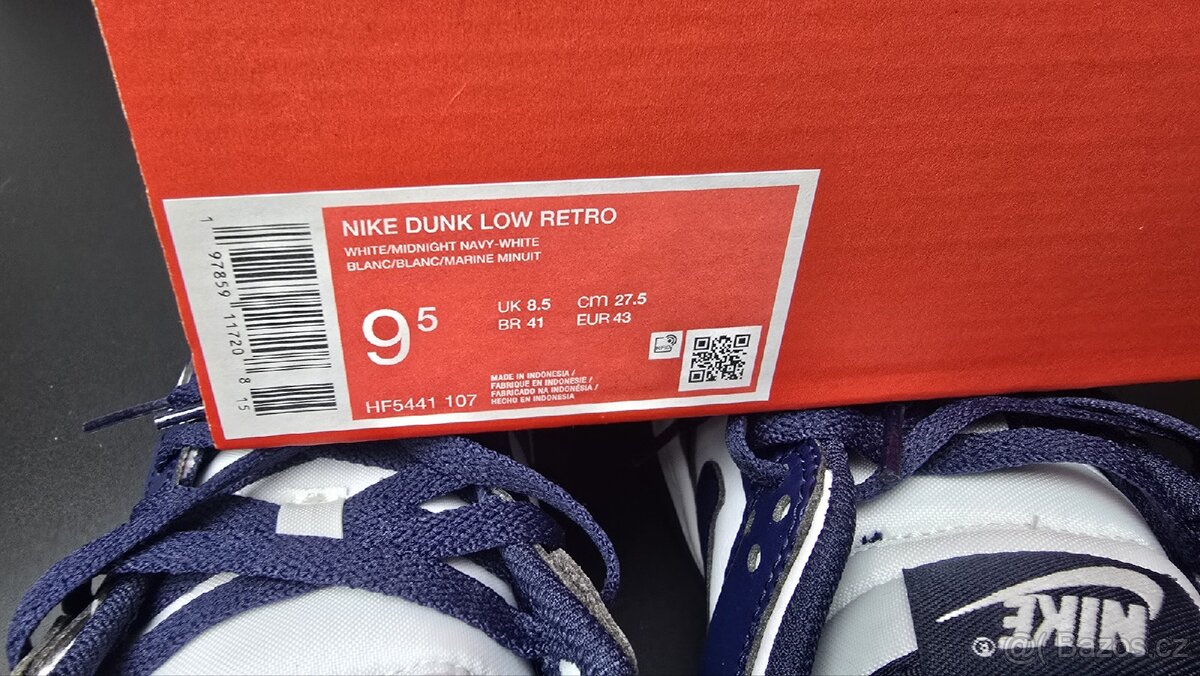 NIKE DUNK LOW RETRO
WHITE/MIDNIGHT NAVY-WHITE
BLANC/BLANC/MARINE MINUIT
9⁵
UK 8.5 cm 27.5
BR 41 EUR 43
MADE IN INDONESIA /
FABRIQUE EN INDONÉSIE /
FABRICADO NA INDONÉSIA /
HECHO EN INDONESIA
HF5441 107
1 97859 11720 8 15
NIKE
Bazos.cz